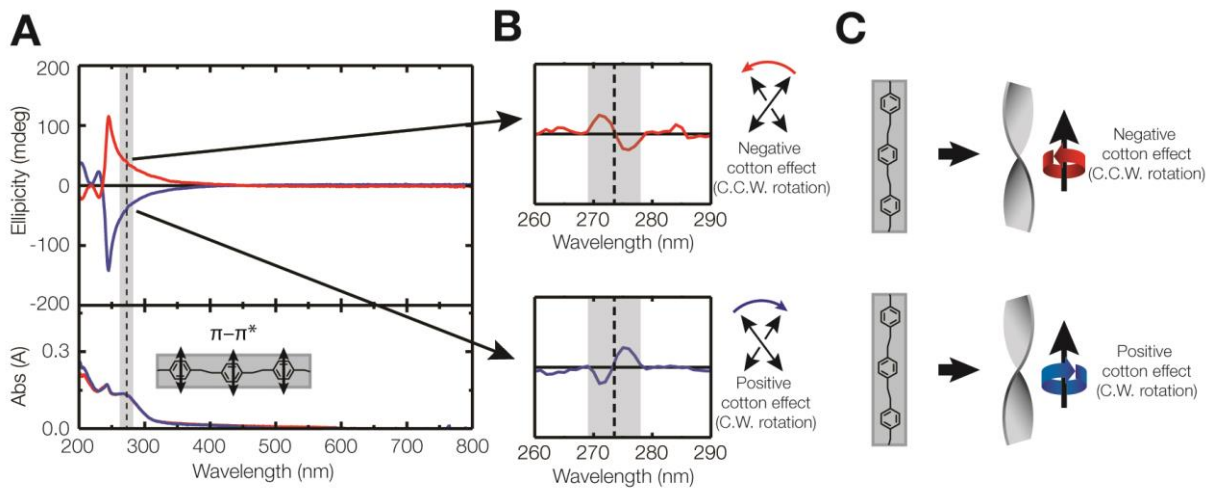 A
200
100
0
-100
-200
Ellipicity (mdeg)
0.3
0.0
Abs (A)
π–π*
200 300 400 500 600 700 800
Wavelength (nm)
B
260 270 280 290
Wavelength (nm)
Negative
cotton effect
(C.C.W. rotation)
260 270 280 290
Wavelength (nm)
Positive
cotton effect
(C.W. rotation)
C
Negative
cotton effect
(C.C.W. rotation)
Positive
cotton effect
(C.W. rotation)